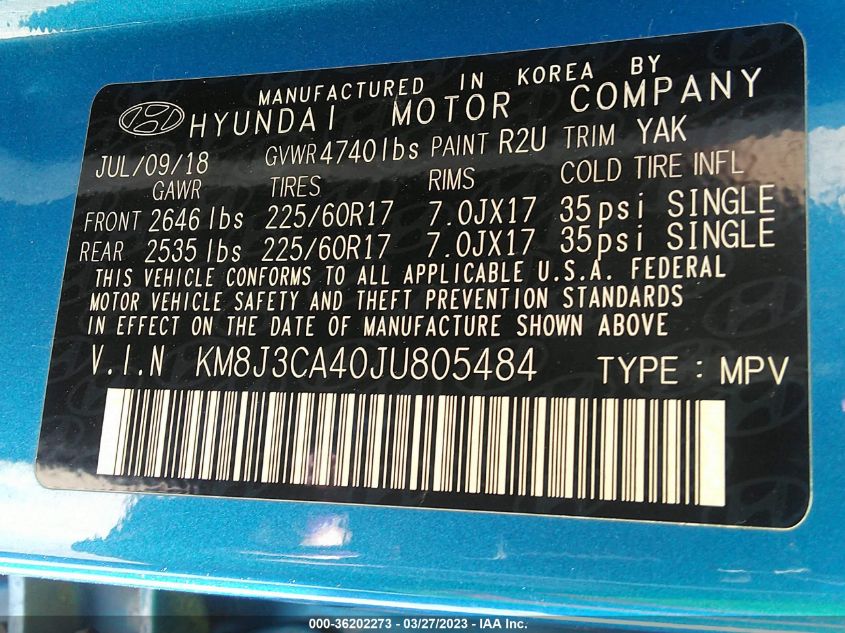 MANUFACTURED IN KOREA BY
HYUNDAI MOTOR COMPANY
JUL/09/18 GVWR 4740lbs PAINT R2U TRIM YAK
GAWR TIRES RIMS COLD TIRE INFL
FRONT 2646 lbs 225/60R17 7.0JX17 35psi SINGLE
REAR 2535 lbs 225/60R17 7.0JX17 35psi SINGLE
THIS VEHICLE CONFORMS TO ALL APPLICABLE U.S.A. FEDERAL
MOTOR VEHICLE SAFETY AND THEFT PREVENTION STANDARDS
IN EFFECT ON THE DATE OF MANUFACTURE SHOWN ABOVE
V.I.N KM8J3CA40JU805484 TYPE : MPV
000-36202273 - 03/27/2023 - IAA Inc.